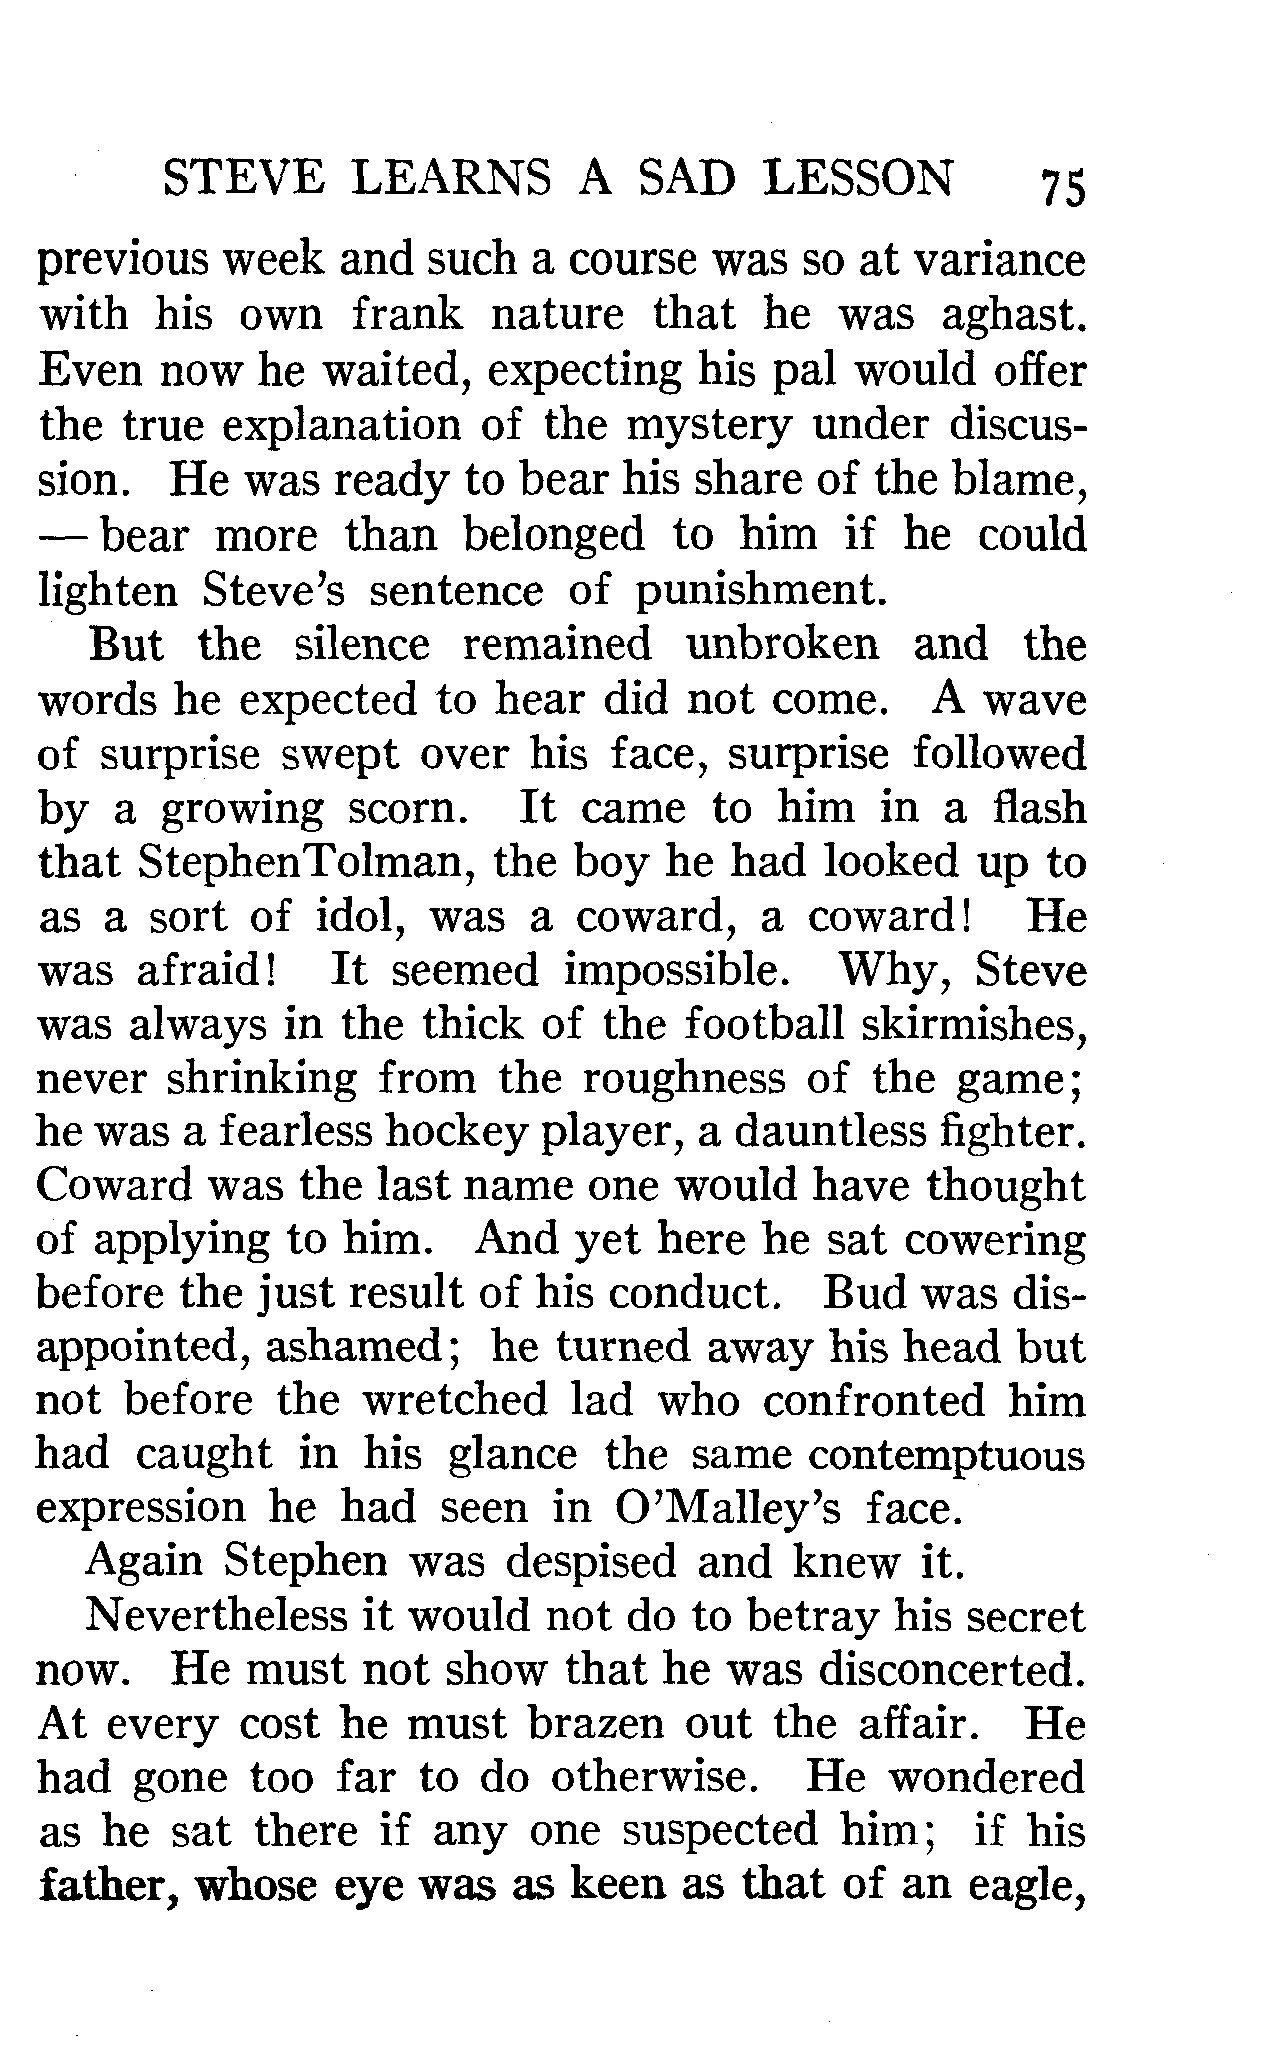 STEVE LEARNS A SAD LESSON 75
previous week and such a course was so at variance
with his own frank nature that he was aghast.
Even now he waited, expecting his pal would offer
the true explanation of the mystery under discus-
sion. He was ready to bear his share of the blame,
— bear more than belonged to him if he could
lighten Steve's sentence of punishment.
But the silence remained unbroken and the
words he expected to hear did not come. A wave
of surprise swept over his face, surprise followed
by a growing scorn. It came to him in a flash
that StephenTolman, the boy he had looked up to
as a sort of idol, was a coward, a coward! He
was afraid! It seemed impossible. Why, Steve
was always in the thick of the football skirmishes,
never shrinking from the roughness of the game;
he was a fearless hockey player, a dauntless fighter.
Coward was the last name one would have thought
of applying to him. And yet here he sat cowering
before the just result of his conduct. Bud was dis-
appointed, ashamed; he turned away his head but
not before the wretched lad who confronted him
had caught in his glance the same contemptuous
expression he had seen in O'Malley's face.
Again Stephen was despised and knew it.
Nevertheless it would not do to betray his secret
now. He must not show that he was disconcerted.
At every cost he must brazen out the affair. He
had gone too far to do otherwise. He wondered
as he sat there if any one suspected him; if his
father, whose eye was as keen as that of an eagle,